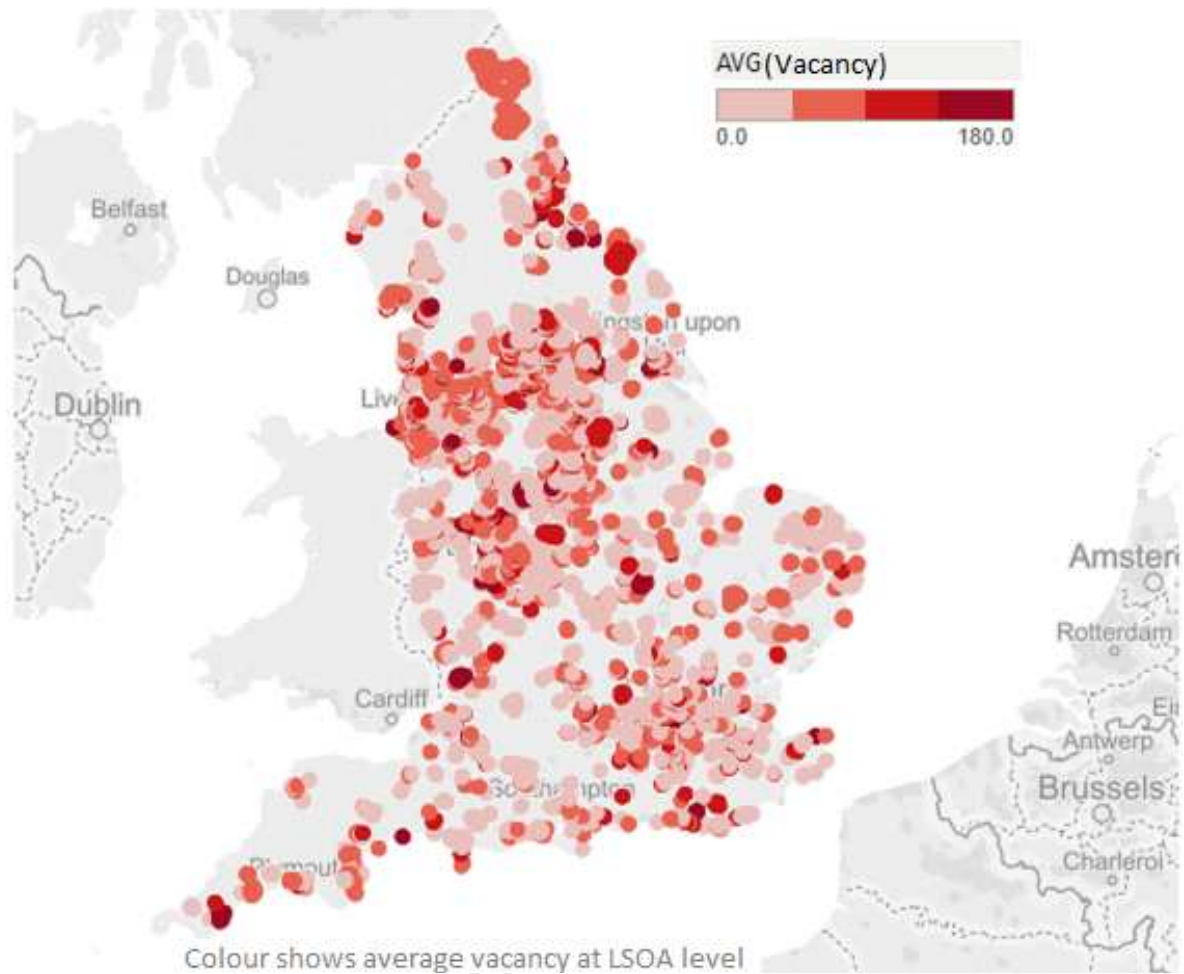 AVG(Vacancy)
0.0 180.0
Belfast
Douglas
upon
Dublin
Amster
Rotterdam
Cardiff
Antwerp
Brussels
Charleroi
Colour shows average vacancy at LSOA level